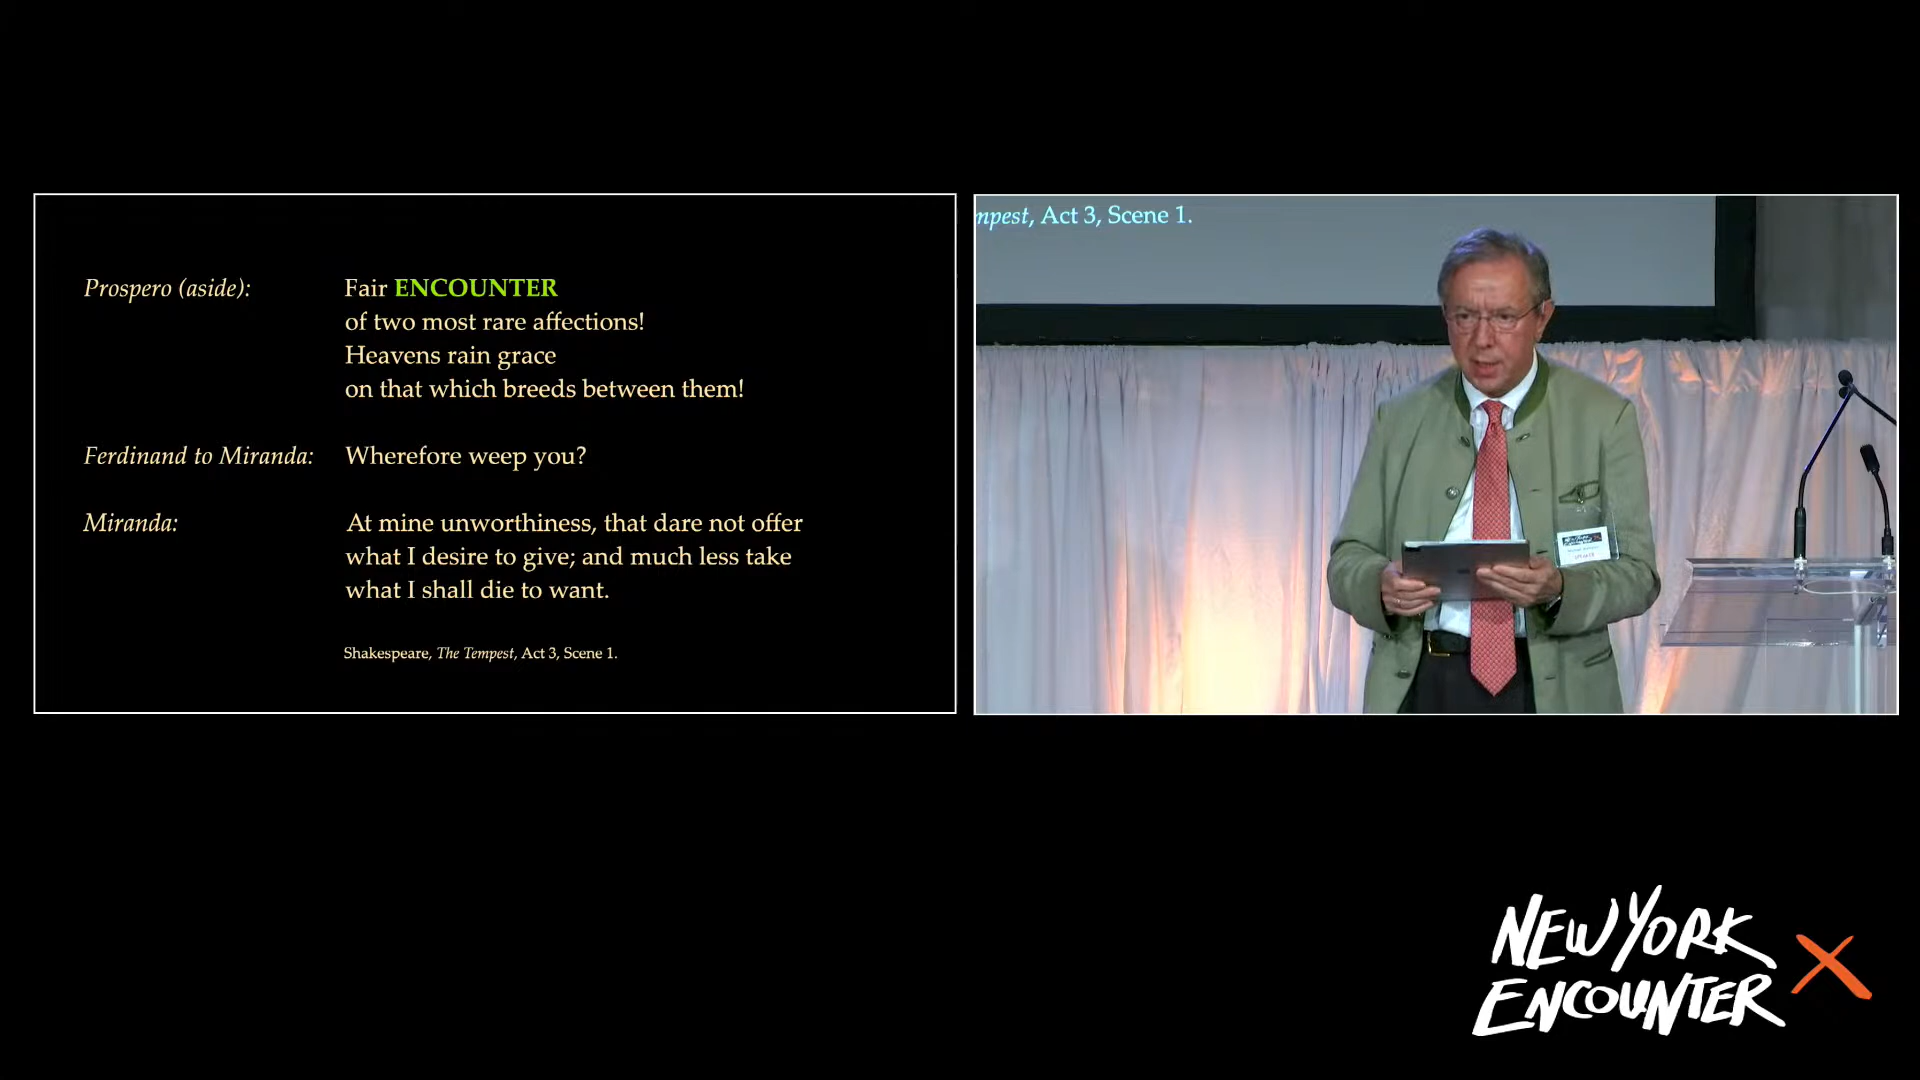 Prospero (aside): Fair ENCOUNTER
of two most rare affections!
Heavens rain grace
on that which breeds between them!
Ferdinand to Miranda: Wherefore weep you?
Miranda: At mine unworthiness, that dare not offer
what I desire to give; and much less take
what I shall die to want.
Shakespeare, The Tempest, Act 3, Scene 1.
mpest, Act 3, Scene 1.
SPEAKER
NEW YORK
ENCOUNTER